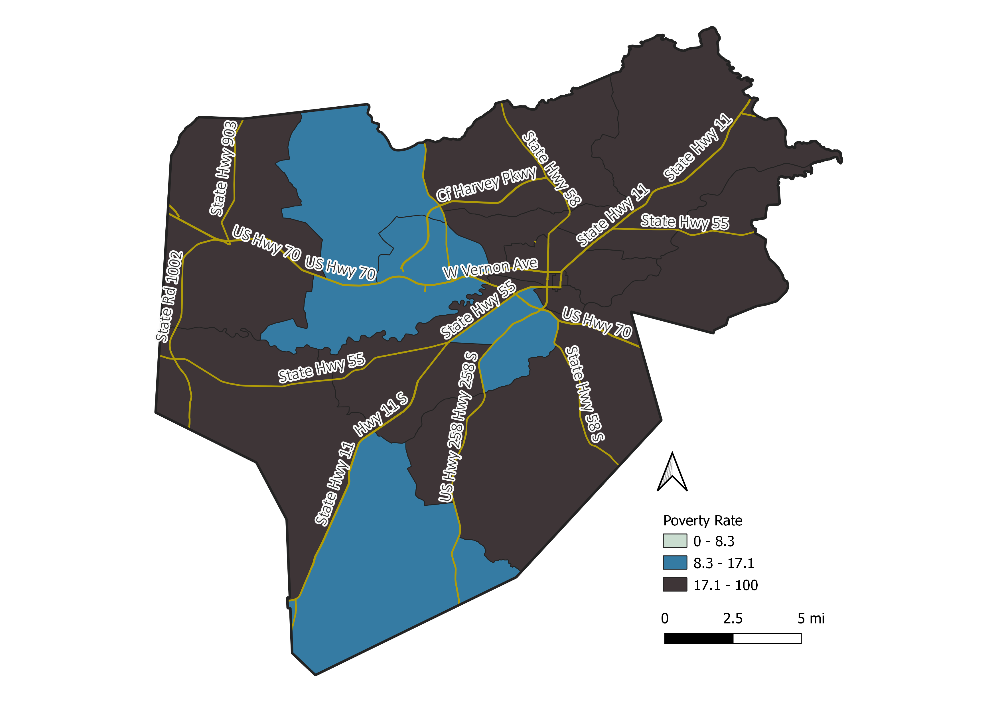 State Hwy 903
State Hwy 58
State Hwy 11
Cf Harvey Pkwy
State Hwy 11
State Hwy 55
US Hwy 70
US Hwy 70
W Vernon Ave
State Rd 1002
State Hwy 55
US Hwy 70
State Hwy 55
State Hwy 58 S
US Hwy 258 Hwy 258 S
Hwy 11 S
State Hwy 11
Poverty Rate
0 - 8.3
8.3 - 17.1
17.1 - 100
0 2.5 5 mi